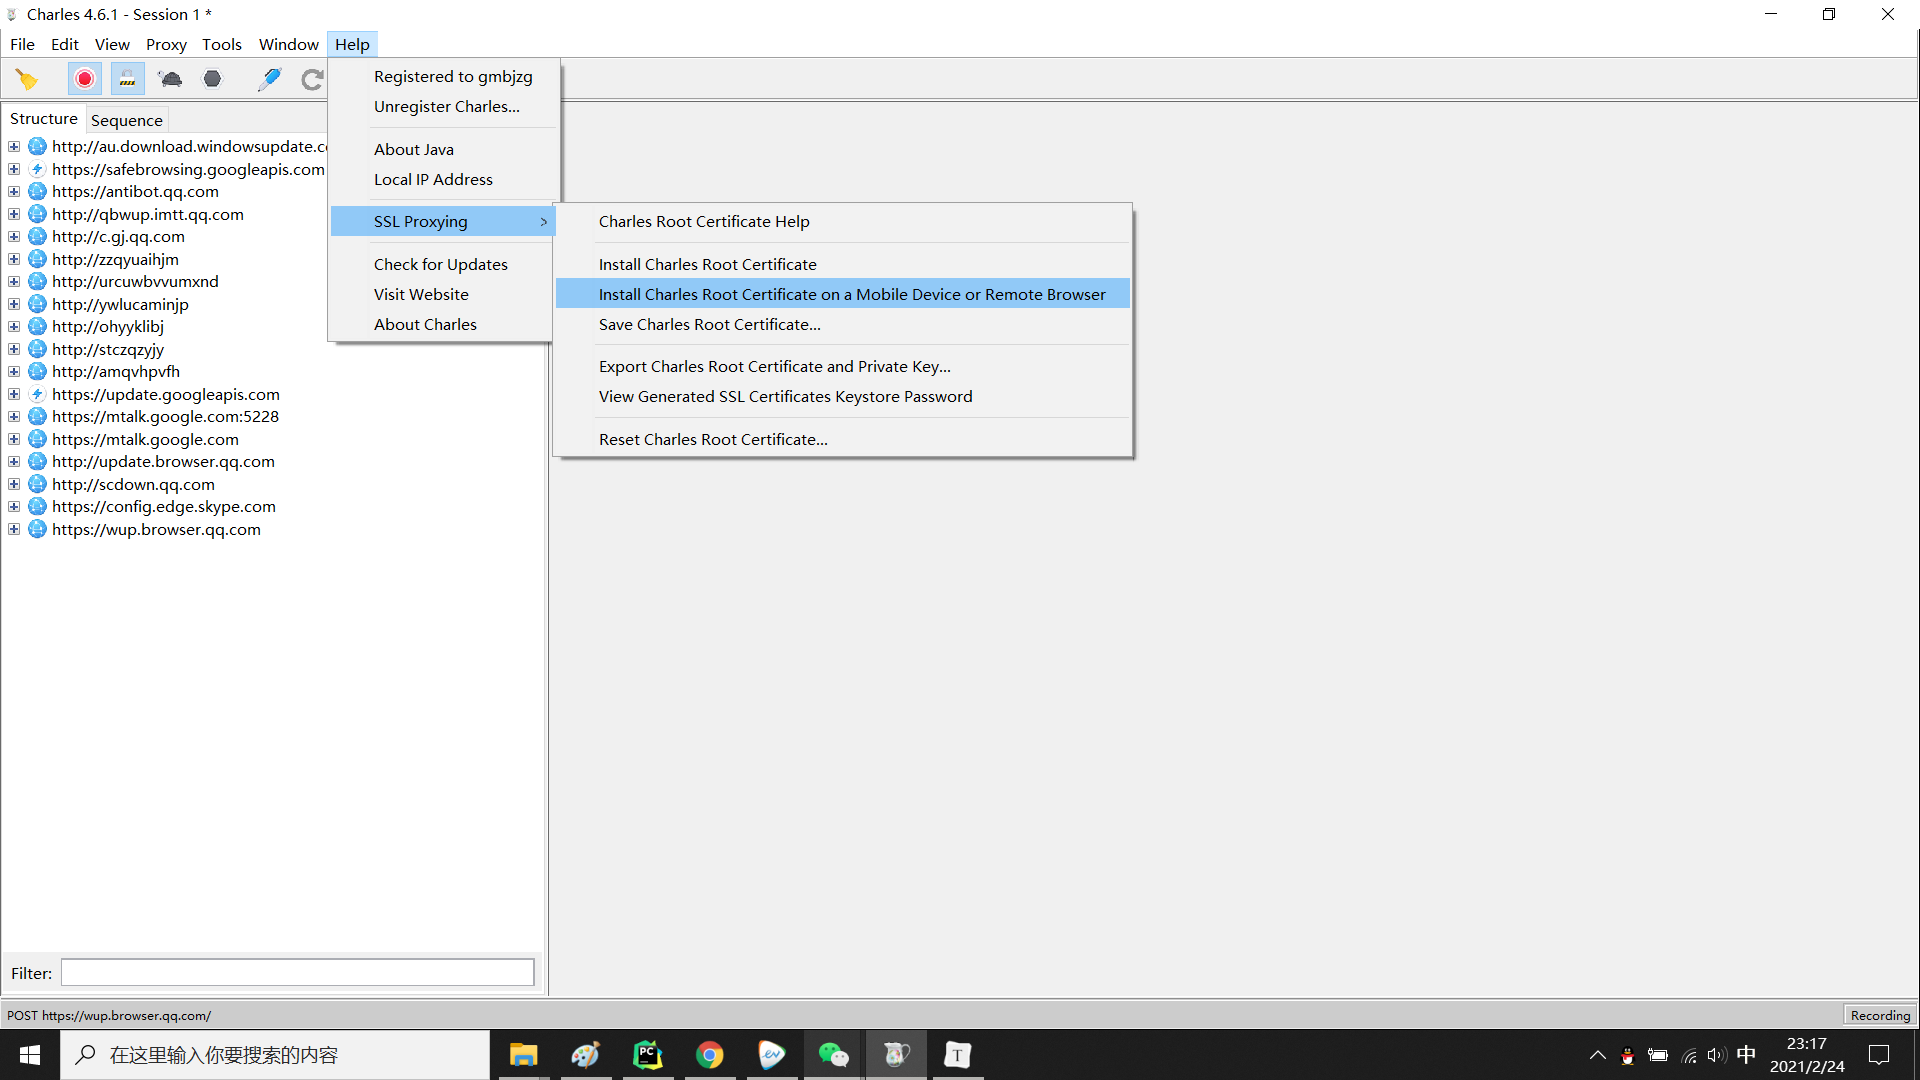 Charles 4.6.1 - Session 1 *
File Edit View Proxy Tools Window Help
Registered to gmbjzg
Unregister Charles...
About Java
Local IP Address
SSL Proxying >
Check for Updates
Visit Website
About Charles
Charles Root Certificate Help
Install Charles Root Certificate
Install Charles Root Certificate on a Mobile Device or Remote Browser
Save Charles Root Certificate...
Export Charles Root Certificate and Private Key...
View Generated SSL Certificates Keystore Password
Reset Charles Root Certificate...
Structure Sequence
http://au.download.windowsupdate.c
https://safebrowsing.googleapis.com
https://antibot.qq.com
http://qbwup.imtt.qq.com
http://c.gj.qq.com
http://zzqyuaihjm
http://urcuwbvvumxnd
http://ywlucaminjp
http://ohyyklibj
http://stczqzyjy
http://amqvhpvfh
https://update.googleapis.com
https://mtalk.google.com:5228
https://mtalk.google.com
http://update.browser.qq.com
http://scdown.qq.com
https://config.edge.skype.com
https://wup.browser.qq.com
Filter:
POST https://wup.browser.qq.com/
Recording
在这里输入你要搜索的内容
PC
ev
T
中
23:17
2021/2/24